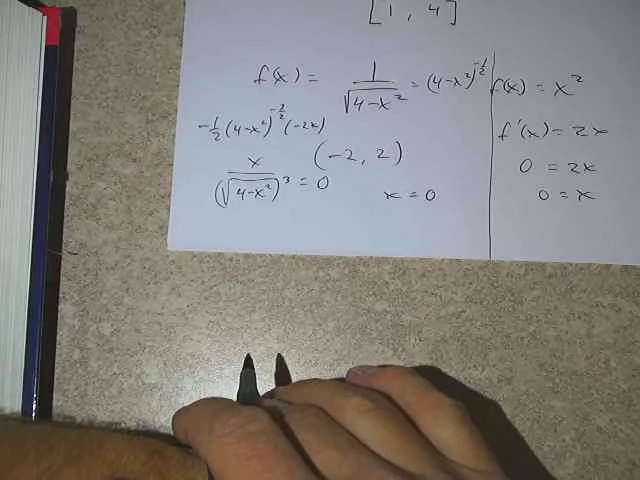 [1, 4]
f(x) = 1/√(4-x²) = (4-x²)^(-1/2)
-1/2 (4-x²)^(-3/2) (-2x)
x/(√(4-x²))³ = 0
(-2, 2)
x = 0
f(x) = x²
f'(x) = 2x
0 = 2x
0 = x